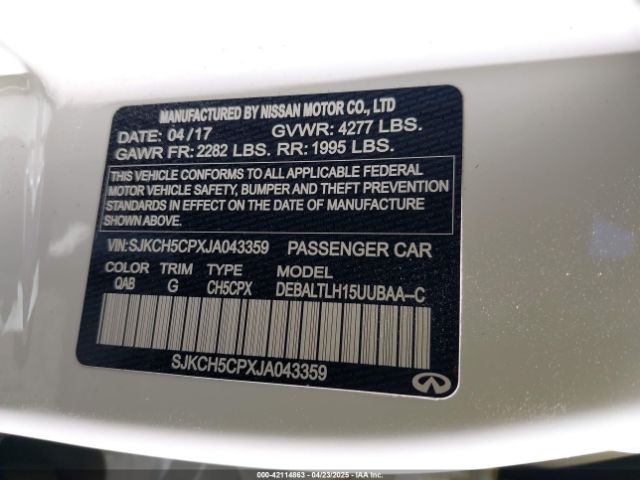 MANUFACTURED BY NISSAN MOTOR CO., LTD
DATE: 04/17 GVWR: 4277 LBS.
GAWR FR: 2282 LBS. RR: 1995 LBS.
THIS VEHICLE CONFORMS TO ALL APPLICABLE FEDERAL
MOTOR VEHICLE SAFETY, BUMPER AND THEFT PREVENTION
STANDARDS IN EFFECT ON THE DATE OF MANUFACTURE
SHOWN ABOVE.
VIN: SJKCH5CPXJA043359 PASSENGER CAR
COLOR TRIM TYPE MODEL
QAB G CH5CPX DEBALTLH15UUBAA--C
SJKCH5CPXJA043359
INFINITI
000-42114863 - 04/23/2025 - IAAI.COM